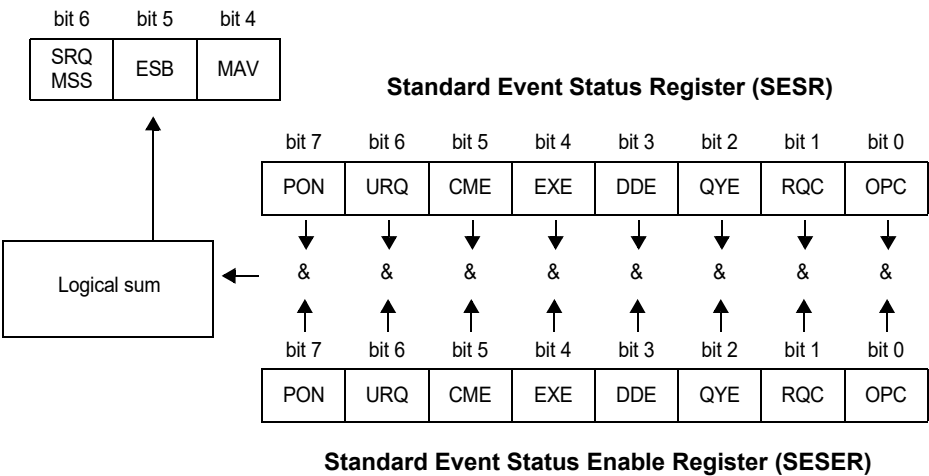 bit 6 bit 5 bit 4
SRQ MSS ESB MAV
Standard Event Status Register (SESR)
bit 7 bit 6 bit 5 bit 4 bit 3 bit 2 bit 1 bit 0
PON URQ CME EXE DDE QYE RQC OPC
Logical sum & & & & & & & &
bit 7 bit 6 bit 5 bit 4 bit 3 bit 2 bit 1 bit 0
PON URQ CME EXE DDE QYE RQC OPC
Standard Event Status Enable Register (SESER)